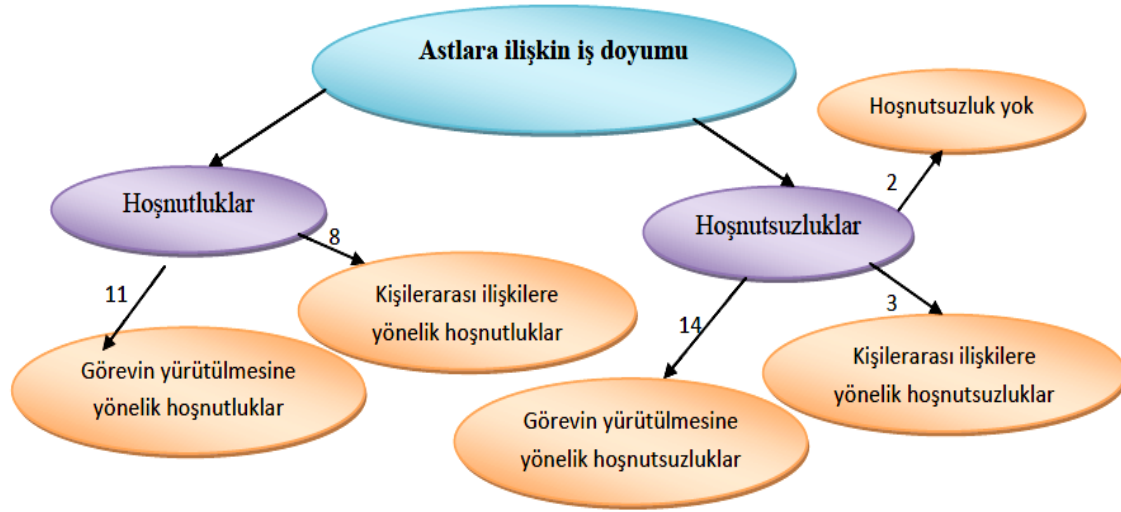 Astlara ilişkin iş doyumu
Hoşnutsuzluk yok
2
Hoşnutluklar
Hoşnutsuzluklar
8
11
Kişilerarası ilişkilere
yönelik hoşnutluklar
3
14
Görevin yürütülmesine
yönelik hoşnutluklar
Kişilerarası ilişkilere
yönelik hoşnutsuzluklar
Görevin yürütülmesine
yönelik hoşnutsuzluklar